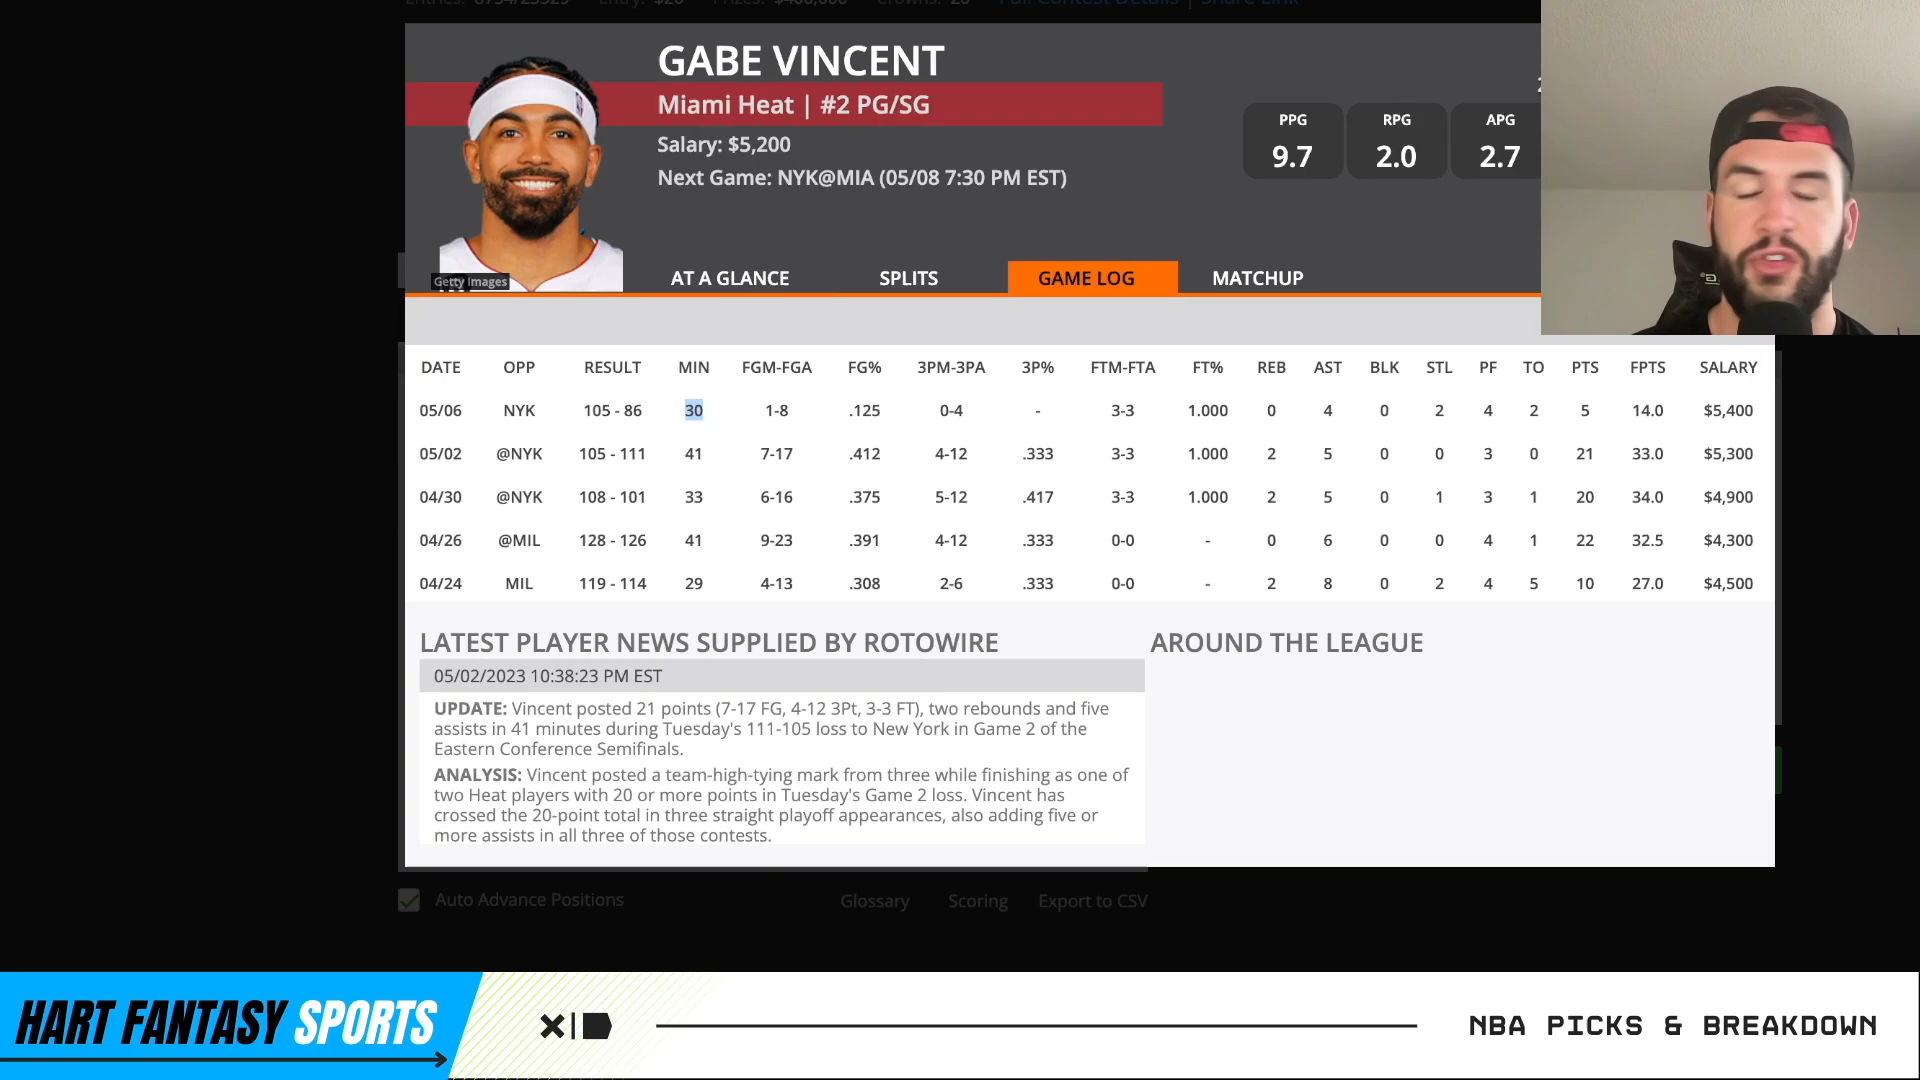 Entries: 8754/23529 Entry: $20 Prizes: $400,000 Crowns: 20 Full Contest Details | Share Link
GABE VINCENT
Miami Heat | #2 PG/SG
Salary: $5,200
Next Game: NYK@MIA (05/08 7:30 PM EST)
2
PPG RPG APG
9.7 2.0 2.7
Getty Images
AT A GLANCE SPLITS GAME LOG MATCHUP
DATE OPP RESULT MIN FGM-FGA FG% 3PM-3PA 3P% FTM-FTA FT% REB AST BLK STL PF TO PTS FPTS SALARY
05/06 NYK 105 - 86 30 1-8 .125 0-4 - 3-3 1.000 0 4 0 2 4 2 5 14.0 $5,400
05/02 @NYK 105 - 111 41 7-17 .412 4-12 .333 3-3 1.000 2 5 0 0 3 0 21 33.0 $5,300
04/30 @NYK 108 - 101 33 6-16 .375 5-12 .417 3-3 1.000 2 5 0 1 3 1 20 34.0 $4,900
04/26 @MIL 128 - 126 41 9-23 .391 4-12 .333 0-0 - 0 6 0 0 4 1 22 32.5 $4,300
04/24 MIL 119 - 114 29 4-13 .308 2-6 .333 0-0 - 2 8 0 2 4 5 10 27.0 $4,500
LATEST PLAYER NEWS SUPPLIED BY ROTOWIRE
AROUND THE LEAGUE
05/02/2023 10:38:23 PM EST
UPDATE: Vincent posted 21 points (7-17 FG, 4-12 3Pt, 3-3 FT), two rebounds and five
assists in 41 minutes during Tuesday's 111-105 loss to New York in Game 2 of the
Eastern Conference Semifinals.
ANALYSIS: Vincent posted a team-high-tying mark from three while finishing as one of
two Heat players with 20 or more points in Tuesday's Game 2 loss. Vincent has
crossed the 20-point total in three straight playoff appearances, also adding five or
more assists in all three of those contests.
Auto Advance Positions Glossary Scoring Export to CSV
HART FANTASY SPORTS
NBA PICKS & BREAKDOWN